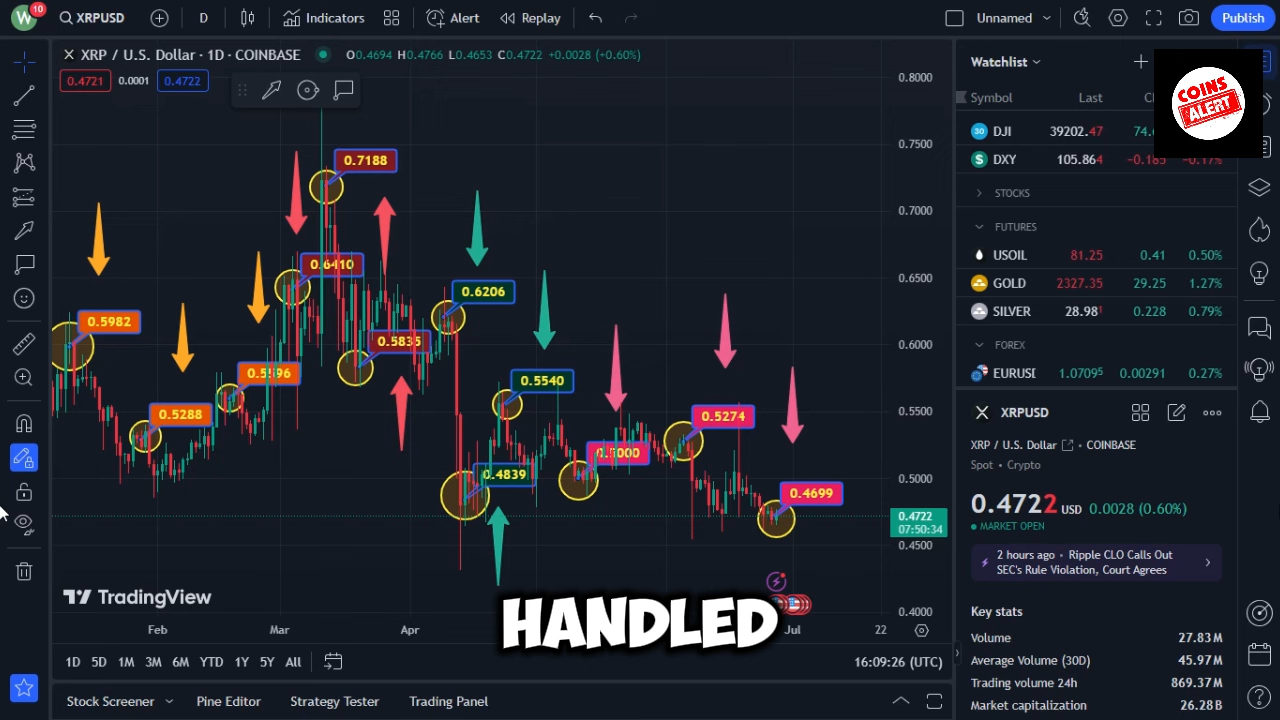 W
10
XRPUSD
D
Indicators
Alert
Replay
Unnamed
Publish
XRP / U.S. Dollar · 1D · COINBASE
O0.4694 H0.4766 L0.4653 C0.4722 +0.0028 (+0.60%)
0.4721
0.0001
0.4722
0.8000
0.7500
0.7000
0.6500
0.6000
0.5500
0.5000
0.4722
07:50:34
0.4500
0.4000
0.7188
0.6410
0.5982
0.5835
0.6206
0.5596
0.5288
0.5540
0.4839
0.5000
0.5274
0.4699
TradingView
HANDLED
Feb
Mar
Apr
Jul
22
1D 5D 1M 3M 6M YTD 1Y 5Y All
16:09:26 (UTC)
Stock Screener
Pine Editor
Strategy Tester
Trading Panel
Watchlist
COINS
ALERT
Symbol
Last
30
DJI 39202.47
$
DXY 105.864 -0.185 -0.17%
STOCKS
FUTURES
USOIL 81.25 0.41 0.50%
GOLD 2327.35 29.25 1.27%
SILVER 28.981 0.228 0.79%
FOREX
EURUSD 1.07095 0.00291 0.27%
XRPUSD
XRP / U.S. Dollar
COINBASE
Spot • Crypto
0.4722 USD 0.0028 (0.60%)
MARKET OPEN
2 hours ago • Ripple CLO Calls Out
SEC's Rule Violation, Court Agrees
Key stats
Volume 27.83M
Average Volume (30D) 45.97M
Trading volume 24h 869.37M
Market capitalization 26.28B